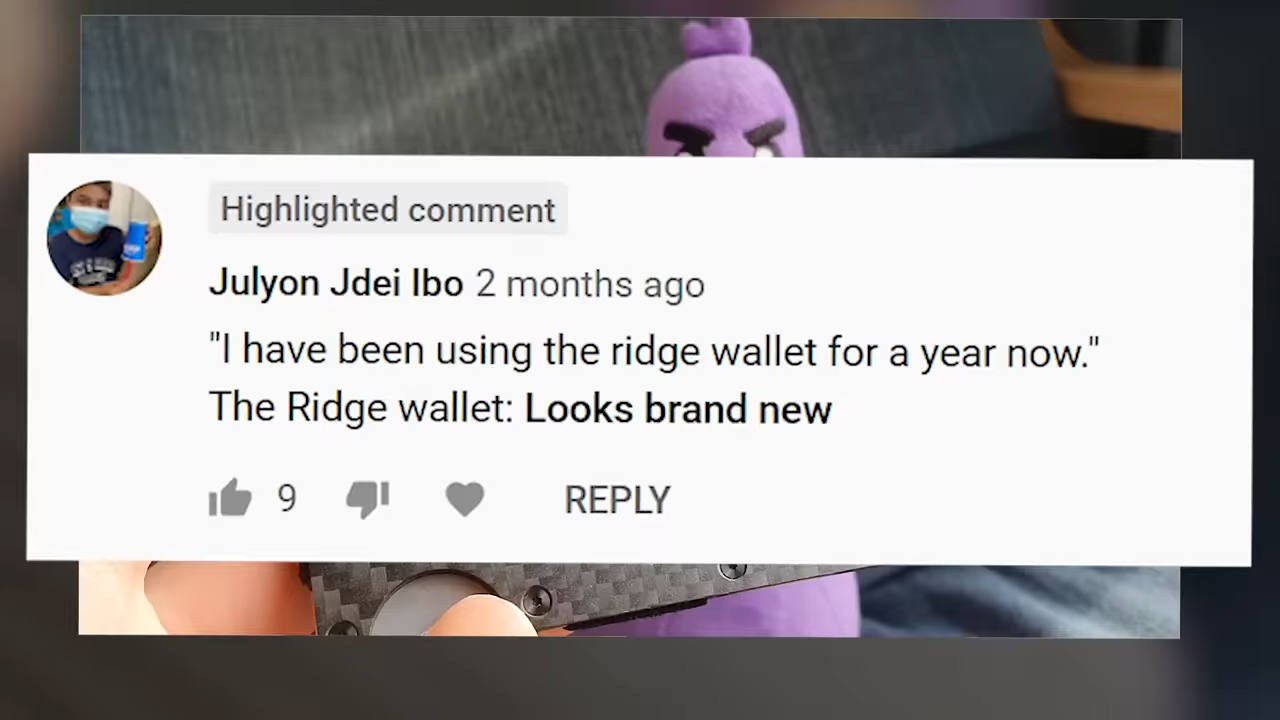 Highlighted comment
Julyon Jdei Ibo 2 months ago
"I have been using the ridge wallet for a year now."
The Ridge wallet: Looks brand new
9 REPLY